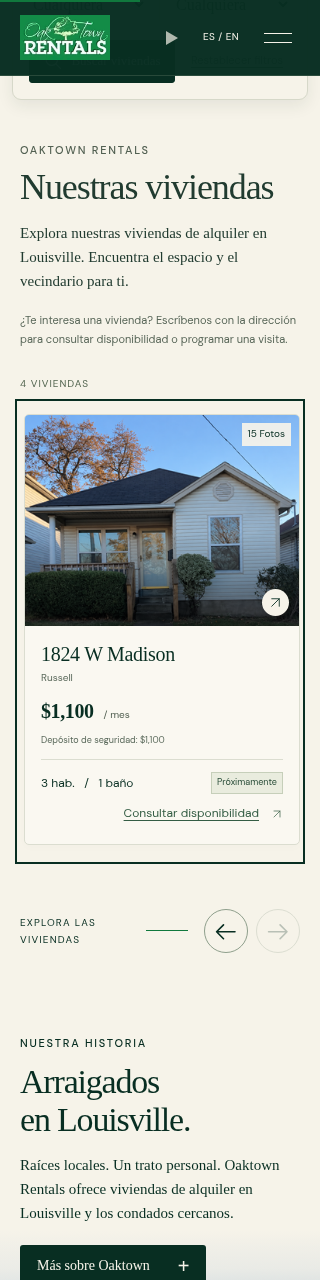 Oak Town
RENTALS
ES / EN
OAKTOWN RENTALS
Nuestras viviendas
Explora nuestras viviendas de alquiler en
Louisville. Encuentra el espacio y el
vecindario para ti.
¿Te interesa una vivienda? Escríbenos con la dirección
para consultar disponibilidad o programar una visita.
4 VIVIENDAS
15 Fotos
1824 W Madison
Russell
$1,100 / mes
Depósito de seguridad: $1,100
3 hab. / 1 baño
Próximamente
Consultar disponibilidad
EXPLORA LAS
VIVIENDAS
NUESTRA HISTORIA
Arraigados
en Louisville.
Raíces locales. Un trato personal. Oaktown
Rentals ofrece viviendas de alquiler en
Louisville y los condados cercanos.
Más sobre Oaktown +